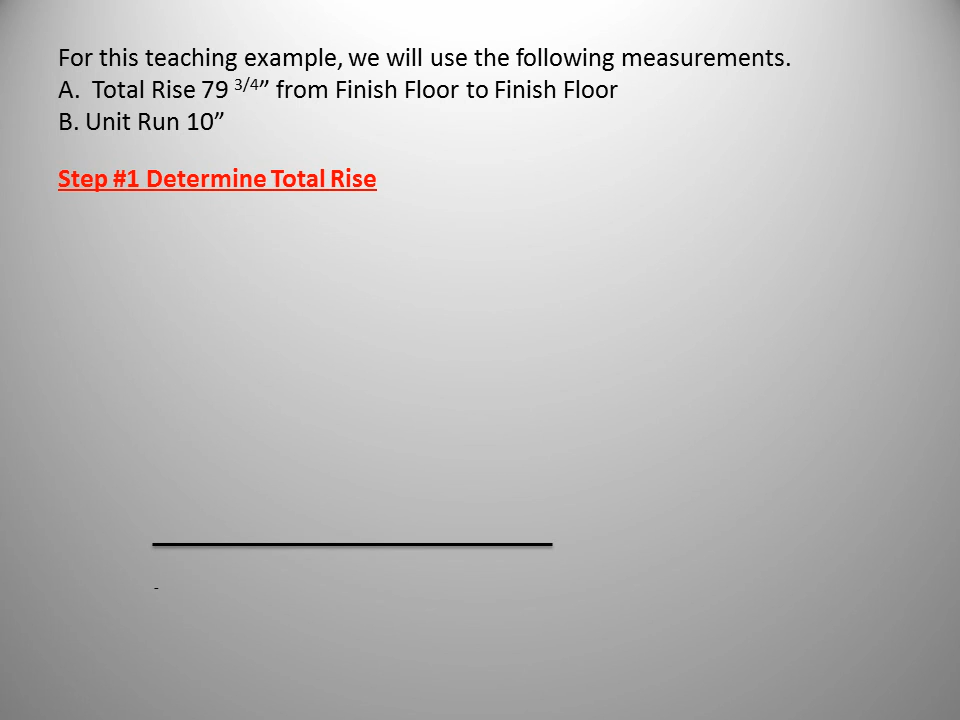 For this teaching example, we will use the following measurements.
A.  Total Rise 79 3/4” from Finish Floor to Finish Floor
B. Unit Run 10”
Step #1 Determine Total Rise
-